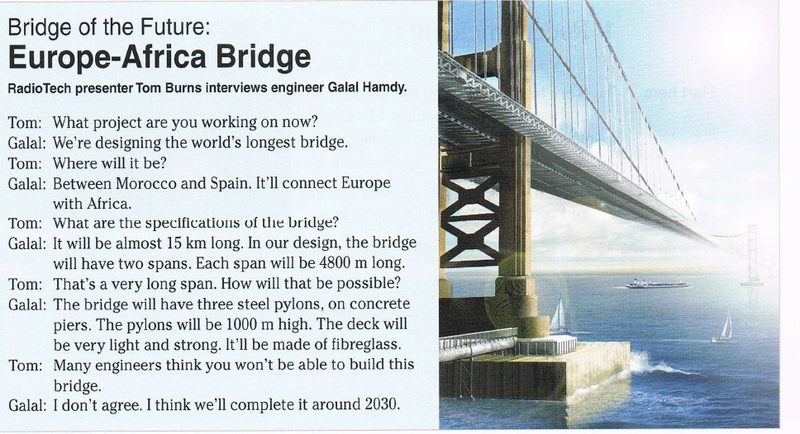 Bridge of the Future:
Europe-Africa Bridge
RadioTech presenter Tom Burns interviews engineer Galal Hamdy.
Tom: What project are you working on now?
Galal: We're designing the world's longest bridge.
Tom: Where will it be?
Galal: Between Morocco and Spain. It'll connect Europe
with Africa.
Tom: What are the specifications of the bridge?
Galal: It will be almost 15 km long. In our design, the bridge
will have two spans. Each span will be 4800 m long.
Tom: That's a very long span. How will that be possible?
Galal: The bridge will have three steel pylons, on concrete
piers. The pylons will be 1000 m high. The deck will
be very light and strong. It'll be made of fibreglass.
Tom: Many engineers think you won't be able to build this
bridge.
Galal: I don't agree. I think we'll complete it around 2030.